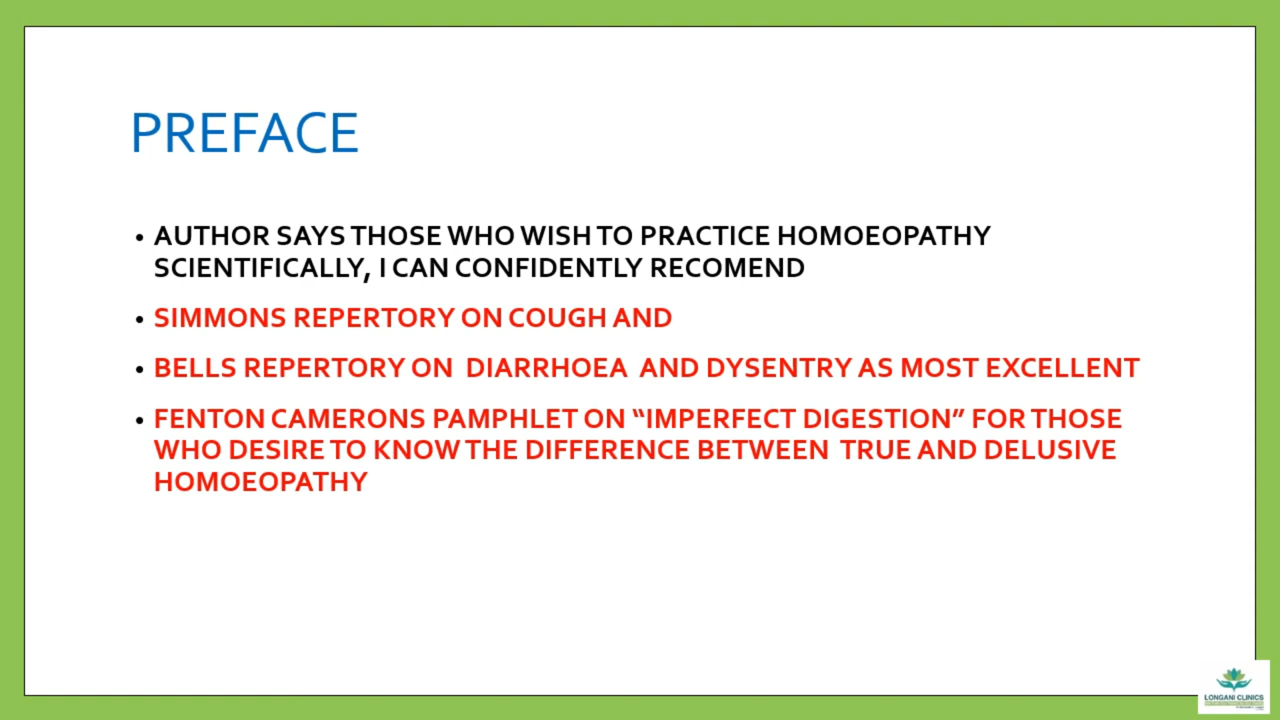 PREFACE
• AUTHOR SAYS THOSE WHO WISH TO PRACTICE HOMOEOPATHY
SCIENTIFICALLY, I CAN CONFIDENTLY RECOMEND
• SIMMONS REPERTORY ON COUGH AND
• BELLS REPERTORY ON DIARRHOEA AND DYSENTRY AS MOST EXCELLENT
• FENTON CAMERONS PAMPHLET ON “IMPERFECT DIGESTION” FOR THOSE
WHO DESIRE TO KNOW THE DIFFERENCE BETWEEN TRUE AND DELUSIVE
HOMOEOPATHY
LONGANI CLINICS